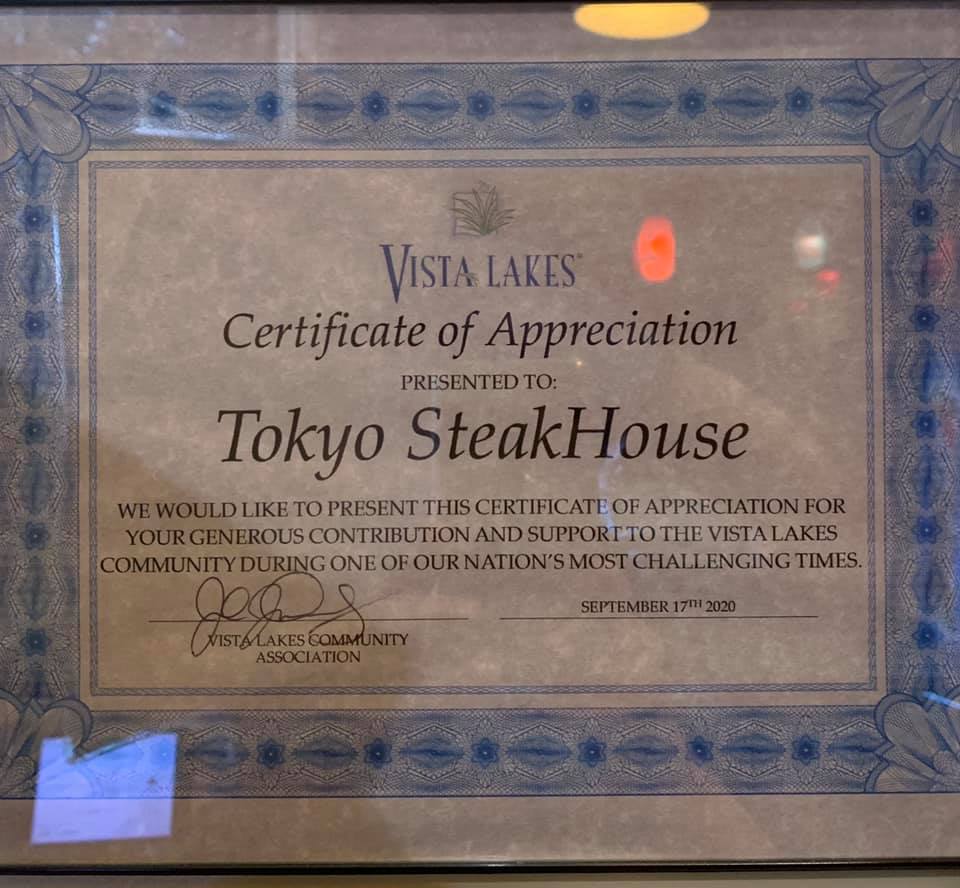 VISTA LAKES®
Certificate of Appreciation
PRESENTED TO:
Tokyo SteakHouse
WE WOULD LIKE TO PRESENT THIS CERTIFICATE OF APPRECIATION FOR
YOUR GENEROUS CONTRIBUTION AND SUPPORT TO THE VISTA LAKES
COMMUNITY DURING ONE OF OUR NATION'S MOST CHALLENGING TIMES.
SEPTEMBER 17TH 2020
VISTA LAKES COMMUNITY
ASSOCIATION